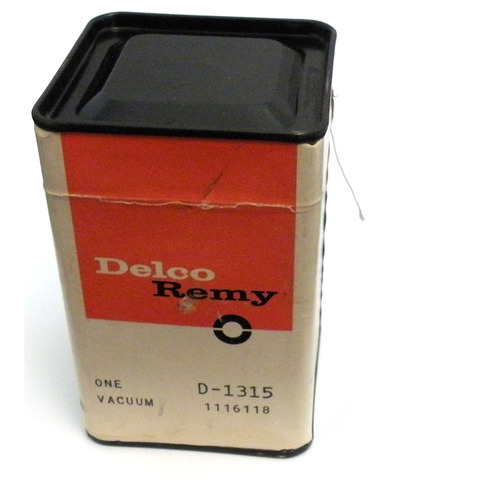 Delco
Remy
ONE D-1315
VACUUM 1116118